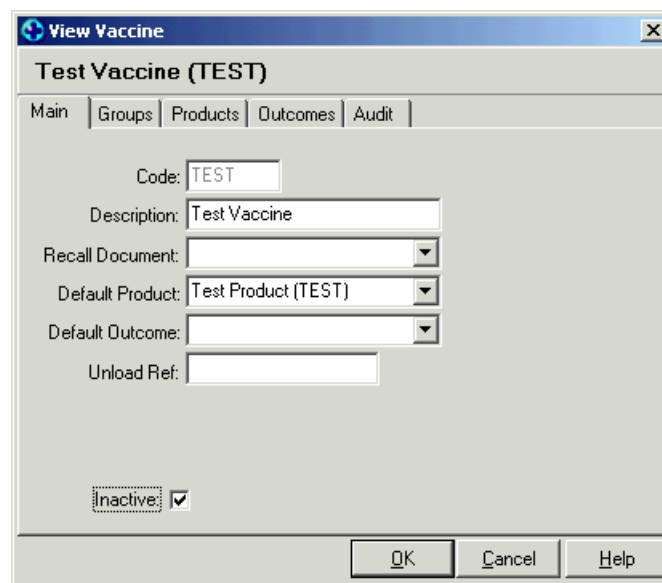 View Vaccine
Test Vaccine (TEST)
Main Groups Products Outcomes Audit
Code: TEST
Description: Test Vaccine
Recall Document:
Default Product: Test Product (TEST)
Default Outcome:
Unload Ref:
Inactive:
OK Cancel Help